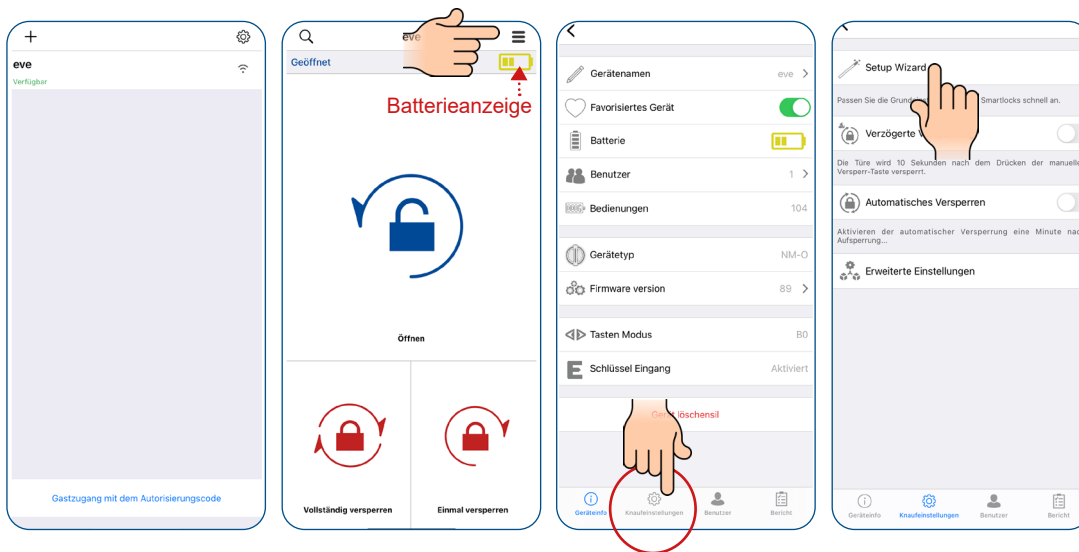 eve
Verfügbar
Gastzugang mit dem Autorisierungscode
eve
Geöffnet
Batterieanzeige
Öffnen
Vollständig versperren
Einmal versperren
Gerätenamen
eve
Favorisiertes Gerät
Batterie
Benutzer
1
Bedienungen
104
Gerätetyp
NM-O
Firmware version
89
Tasten Modus
B0
E Schlüssel Eingang
Aktiviert
Gerät löschensil
Geräteinfo
Knaufeinstellungen
Benutzer
Bericht
Setup Wizard
Passen Sie die Smartlocks schnell an.
Verzögerte
Die Türe wird 10 Sekunden nach dem Drücken der manuelle
Versperr-Taste versperrt.
Automatisches Versperren
Aktivieren der automatischer Versperrung eine Minute nac
Aufsperrung...
Erweiterte Einstellungen
Geräteinfo
Knaufeinstellungen
Benutzer
Bericht